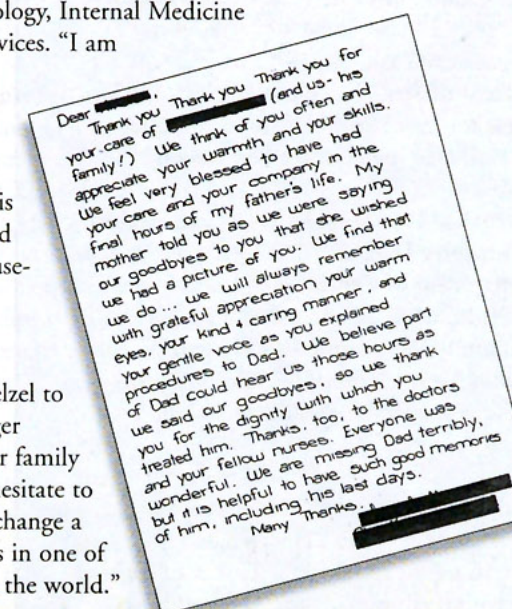 ology, Internal Medicine
vices. “I am
is
d
use-
elzel to
ger
r family
esitate to
change a
s in one of
the world.”
Dear
Thank you Thank you Thank you for
your care of (and us - his
family!) We think of you often and
appreciate your warmth and your skills.
We feel very blessed to have had
your care and your company in the
final hours of my father's life. My
mother told you as we were saying
our goodbyes to you that she wished
we had a picture of you. We find that
we do... we will always remember
with grateful appreciation your warm
eyes, your kind + caring manner, and
your gentle voice as you explained
procedures to Dad. We believe part
of Dad could hear us those hours as
we said our goodbyes, so we thank
you for the dignity with which you
treated him. Thanks, too, to the doctors
and your fellow nurses. Everyone was
wonderful. We are missing Dad terribly,
but it is helpful to have such good memories
of him, including his last days.
Many Thanks,